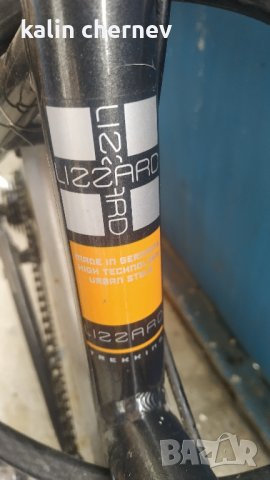 kalin chernev
LIZZARD
LIZZARD
MADE IN GERMANY
HIGH TECHNOLOGY
URBAN STYLE
LIZZARD
TREKKING
BAZAR